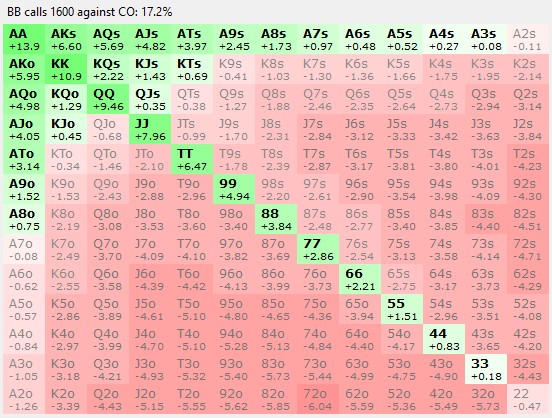 BB calls 1600 against CO: 17.2%
AA AKs AQs AJs ATs A9s A8s A7s A6s A5s A4s A3s A2s
+13.9 +6.60 +5.69 +4.82 +3.97 +2.45 +1.73 +0.97 +0.48 +0.52 +0.27 +0.08 -0.11
AKo KK KQs KJs KTs K9s K8s K7s K6s K5s K4s K3s K2s
+5.95 +10.9 +2.22 +1.43 +0.69 -0.41 -1.03 -1.30 -1.36 -1.66 -1.75 -1.95 -2.14
AQo KQo QQ QJs QTs Q9s Q8s Q7s Q6s Q5s Q4s Q3s Q2s
+4.98 +1.29 +9.46 +0.35 -0.38 -1.27 -1.88 -2.46 -2.35 -2.64 -2.73 -2.94 -3.14
AJo KJo QJo JJ JTs J9s J8s J7s J6s J5s J4s J3s J2s
+4.05 +0.45 -0.68 +7.96 -0.99 -1.70 -2.31 -2.84 -3.12 -3.33 -3.42 -3.63 -3.84
ATo KTo QTo JTo TT T9s T8s T7s T6s T5s T4s T3s T2s
+3.14 -0.34 -1.46 -2.10 +6.47 -1.78 -2.39 -2.87 -3.17 -3.81 -3.80 -4.01 -4.23
A9o K9o Q9o J9o T9o 99 98s 97s 96s 95s 94s 93s 92s
+1.52 -1.53 -2.43 -2.88 -2.96 +4.94 -2.20 -2.61 -2.90 -3.54 -3.98 -4.09 -4.30
A8o K8o Q8o J8o T8o 98o 88 87s 86s 85s 84s 83s 82s
+0.75 -2.19 -3.08 -3.53 -3.60 -3.40 +3.84 -2.48 -2.77 -3.40 -3.85 -4.40 -4.51
A7o K7o Q7o J7o T7o 97o 87o 77 76s 75s 74s 73s 72s
-0.08 -2.49 -3.70 -4.09 -4.10 -3.82 -3.69 +2.86 -2.54 -3.13 -3.58 -4.14 -4.71
A6o K6o Q6o J6o T6o 96o 86o 76o 66 65s 64s 63s 62s
-0.62 -2.55 -3.58 -4.39 -4.42 -4.13 -3.99 -3.73 +2.21 -2.75 -3.17 -3.73 -4.29
A5o K5o Q5o J5o T5o 95o 85o 75o 65o 55 54s 53s 52s
-0.57 -2.86 -3.89 -4.61 -5.10 -4.80 -4.65 -4.36 -3.94 +1.51 -2.96 -3.51 -4.08
A4o K4o Q4o J4o T4o 94o 84o 74o 64o 54o 44 43s 42s
-0.84 -2.97 -3.99 -4.70 -5.10 -5.28 -5.13 -4.84 -4.40 -4.17 +0.83 -3.65 -4.20
A3o K3o Q3o J3o T3o 93o 83o 73o 63o 53o 43o 33 32s
-1.05 -3.18 -4.21 -4.93 -5.32 -5.40 -5.73 -5.44 -4.99 -4.75 -4.90 +0.18 -4.43
A2o K2o Q2o J2o T2o 92o 82o 72o 62o 52o 42o 32o 22
-1.26 -3.39 -4.43 -5.15 -5.55 -5.62 -5.85 -6.04 -5.59 -5.36 -5.49 -5.73 -0.47